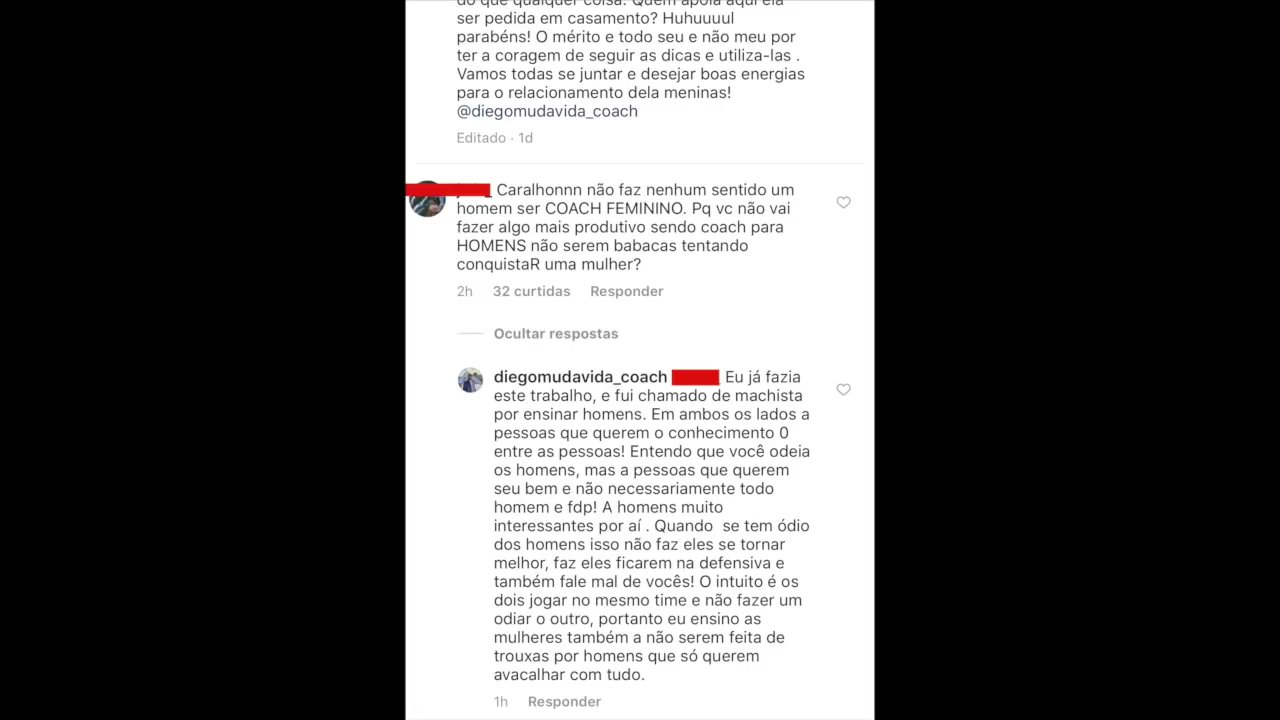 do que qualquer coisa! Quem apoia aqui ela
ser pedida em casamento? Huhuuuul
parabéns! O mérito e todo seu e não meu por
ter a coragem de seguir as dicas e utiliza-las .
Vamos todas se juntar e desejar boas energias
para o relacionamento dela meninas!
@diegomudavida_coach
Editado · 1d
Caralhonnn não faz nenhum sentido um
homem ser COACH FEMININO. Pq vc não vai
fazer algo mais produtivo sendo coach para
HOMENS não serem babacas tentando
conquistaR uma mulher?
2h 32 curtidas Responder
Ocultar respostas
diegomudavida_coach Eu já fazia
este trabalho, e fui chamado de machista
por ensinar homens. Em ambos os lados a
pessoas que querem o conhecimento 0
entre as pessoas! Entendo que você odeia
os homens, mas a pessoas que querem
seu bem e não necessariamente todo
homem e fdp! A homens muito
interessantes por aí . Quando  se tem ódio
dos homens isso não faz eles se tornar
melhor, faz eles ficarem na defensiva e
também fale mal de vocês! O intuito é os
dois jogar no mesmo time e não fazer um
odiar o outro, portanto eu ensino as
mulheres também a não serem feita de
trouxas por homens que só querem
avacalhar com tudo.
1h Responder